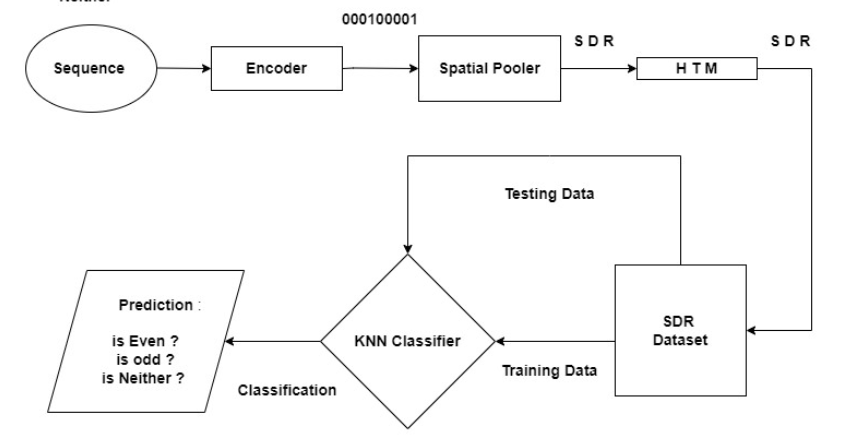 Neither
000100001
S D R
S D R
Sequence
Encoder
Spatial Pooler
H T M
Testing Data
Prediction :
is Even ?
is odd ?
is Neither ?
KNN Classifier
SDR
Dataset
Training Data
Classification